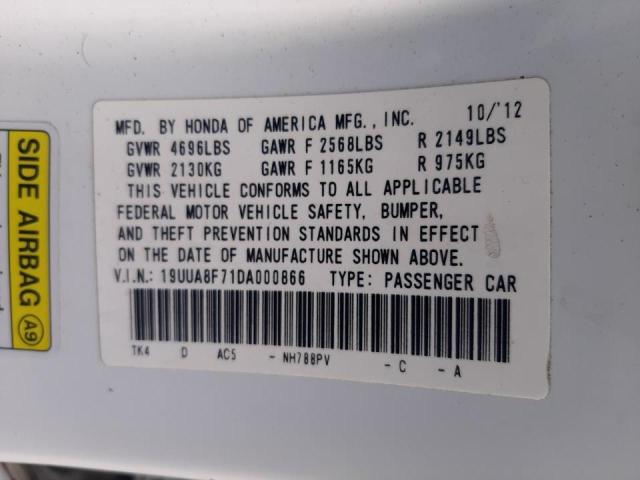 MFD. BY HONDA OF AMERICA MFG., INC. 10/'12
GVWR 4696LBS GAWR F 2568LBS R 2149LBS
GVWR 2130KG GAWR F 1165KG R 975KG
THIS VEHICLE CONFORMS TO ALL APPLICABLE
FEDERAL MOTOR VEHICLE SAFETY, BUMPER,
AND THEFT PREVENTION STANDARDS IN EFFECT
ON THE DATE OF MANUFACTURE SHOWN ABOVE.
V.I.N.: 19UUA8F71DA000866 TYPE: PASSENGER CAR
TK4 D AC5 - NH788PV - C - A
SIDE AIRBAG A9